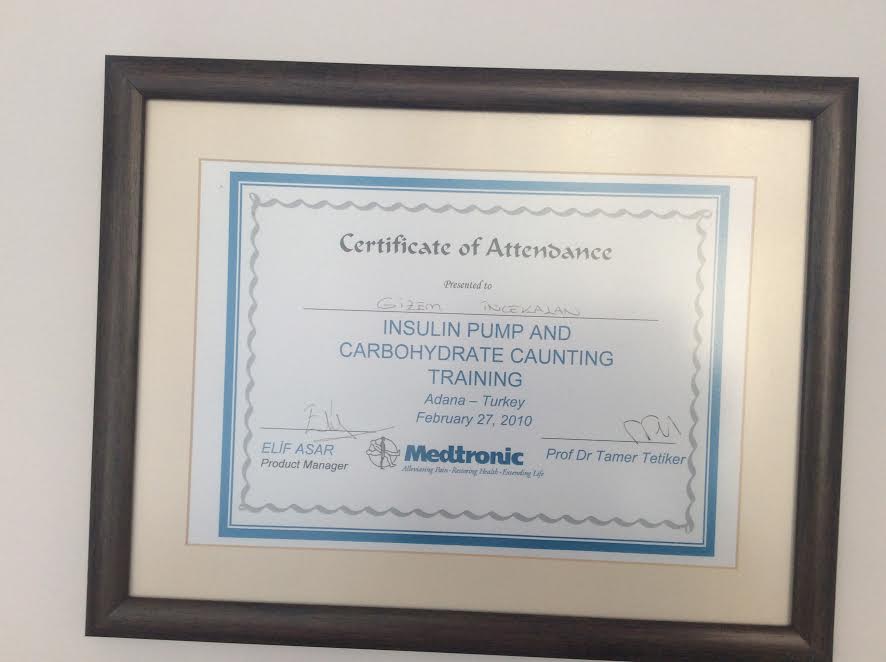 Certificate of Attendance
Presented to
GİZEM İNCEKALAN
INSULIN PUMP AND
CARBOHYDRATE CAUNTING
TRAINING
Adana – Turkey
February 27, 2010
ELİF ASAR
Product Manager
Medtronic
Alleviating Pain · Restoring Health · Extending Life
Prof Dr Tamer Tetiker